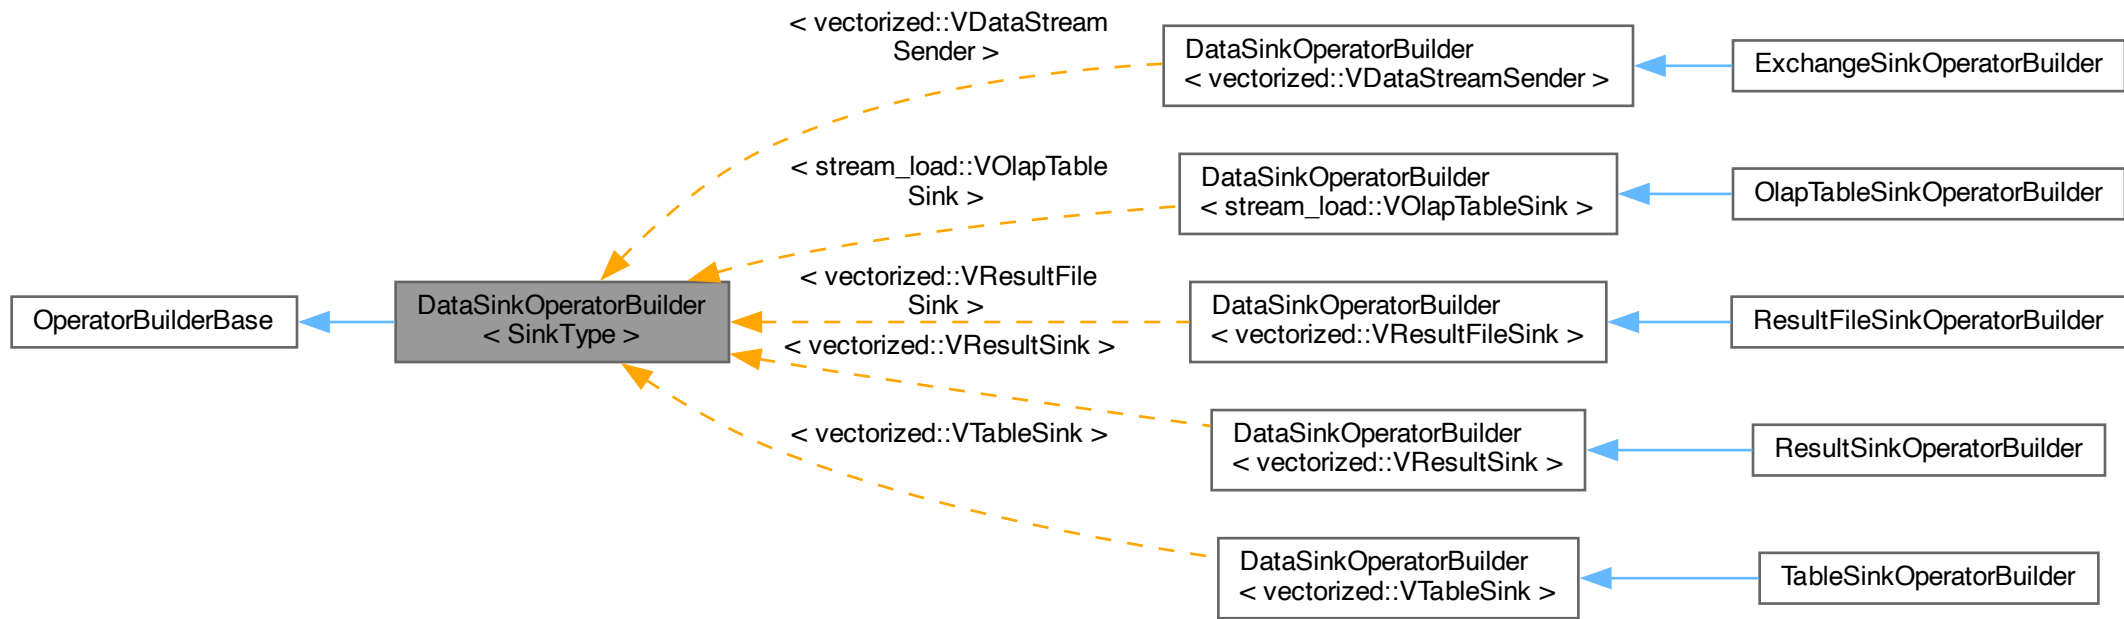 < vectorized::VDataStream
Sender >
DataSinkOperatorBuilder
< vectorized::VDataStreamSender >
ExchangeSinkOperatorBuilder
< stream_load::VOlapTable
Sink >
DataSinkOperatorBuilder
< stream_load::VOlapTableSink >
OlapTableSinkOperatorBuilder
OperatorBuilderBase
DataSinkOperatorBuilder
< SinkType >
< vectorized::VResultFile
Sink >
DataSinkOperatorBuilder
< vectorized::VResultFileSink >
ResultFileSinkOperatorBuilder
< vectorized::VResultSink >
DataSinkOperatorBuilder
< vectorized::VResultSink >
ResultSinkOperatorBuilder
< vectorized::VTableSink >
DataSinkOperatorBuilder
< vectorized::VTableSink >
TableSinkOperatorBuilder